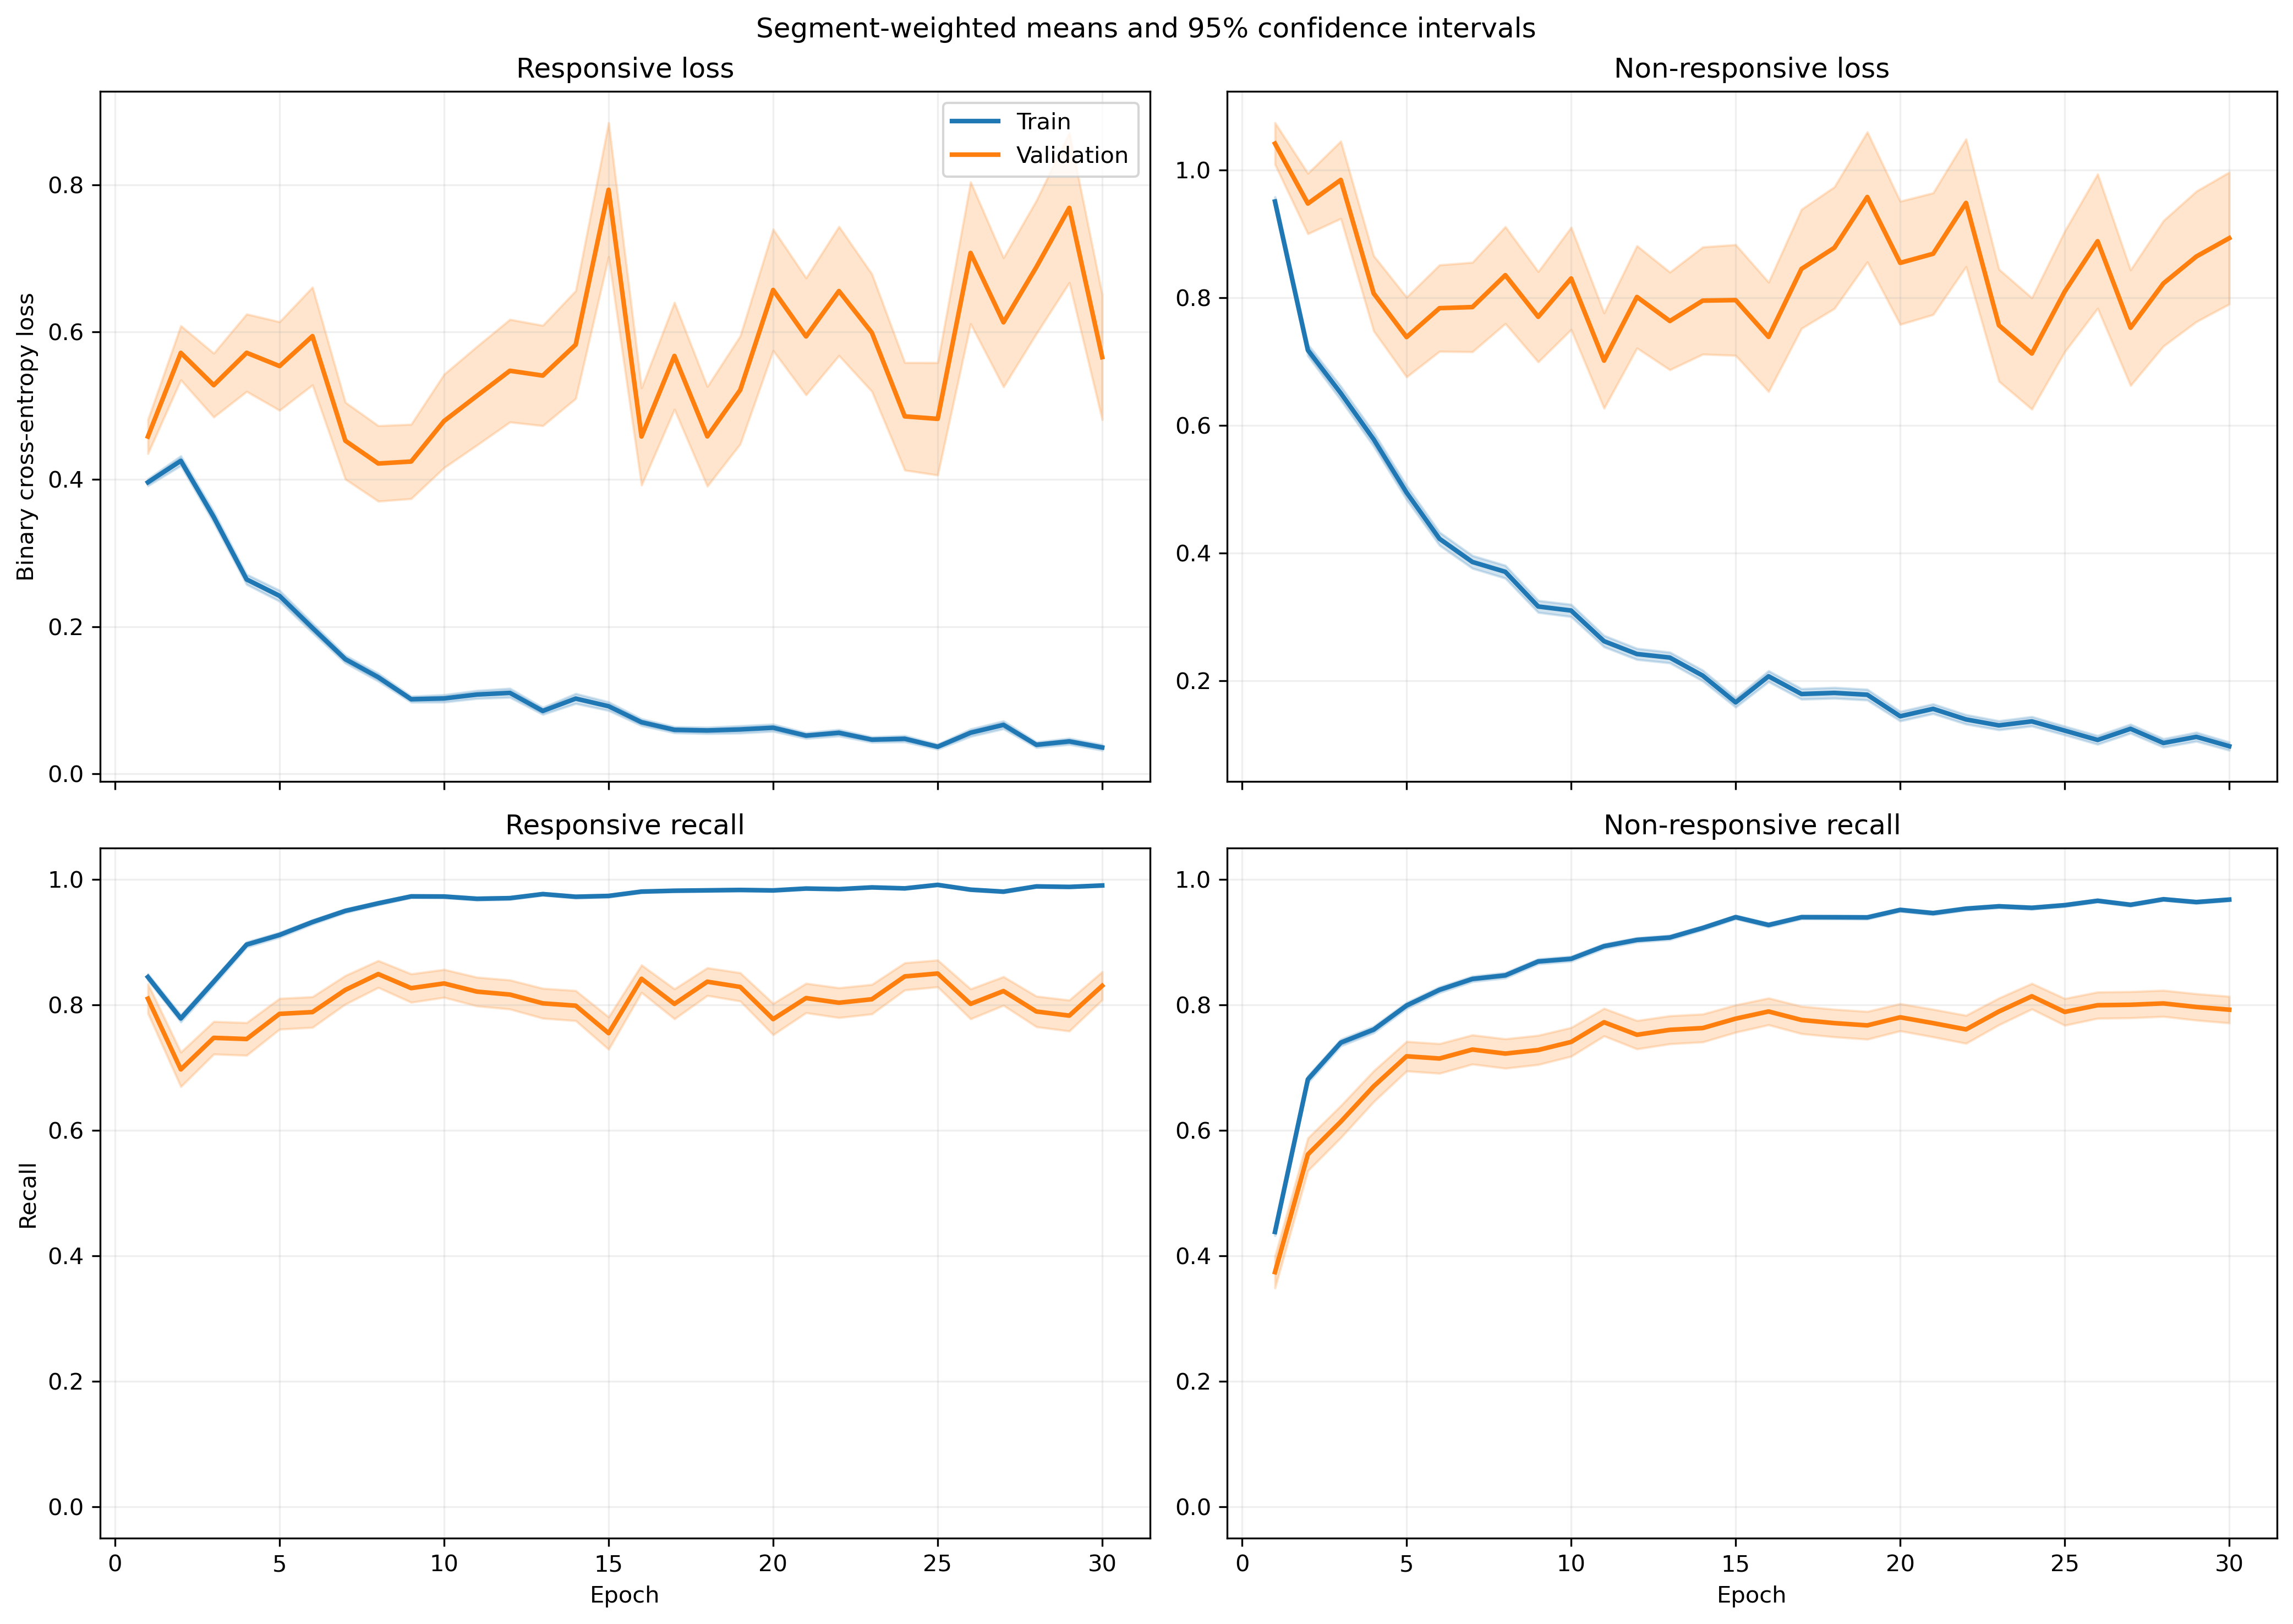 Segment-weighted means and 95% confidence intervals
Responsive loss
Non-responsive loss
Train
Validation
Binary cross-entropy loss
0.8
0.6
0.4
0.2
0.0
1.0
0.8
0.6
0.4
0.2
Responsive recall
Non-responsive recall
Recall
1.0
0.8
0.6
0.4
0.2
0.0
0 5 10 15 20 25 30
Epoch
1.0
0.8
0.6
0.4
0.2
0.0
0 5 10 15 20 25 30
Epoch